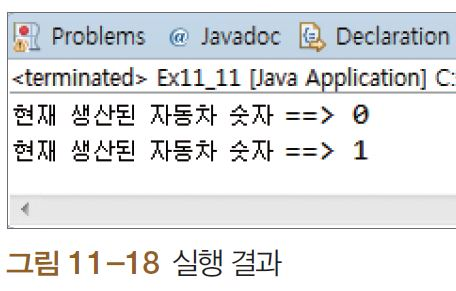 Problems @ Javadoc Declaration
<terminated> Ex11_11 [Java Application] C:
현재 생산된 자동차 숫자 ==> 0
현재 생산된 자동차 숫자 ==> 1
그림 11-18 실행 결과